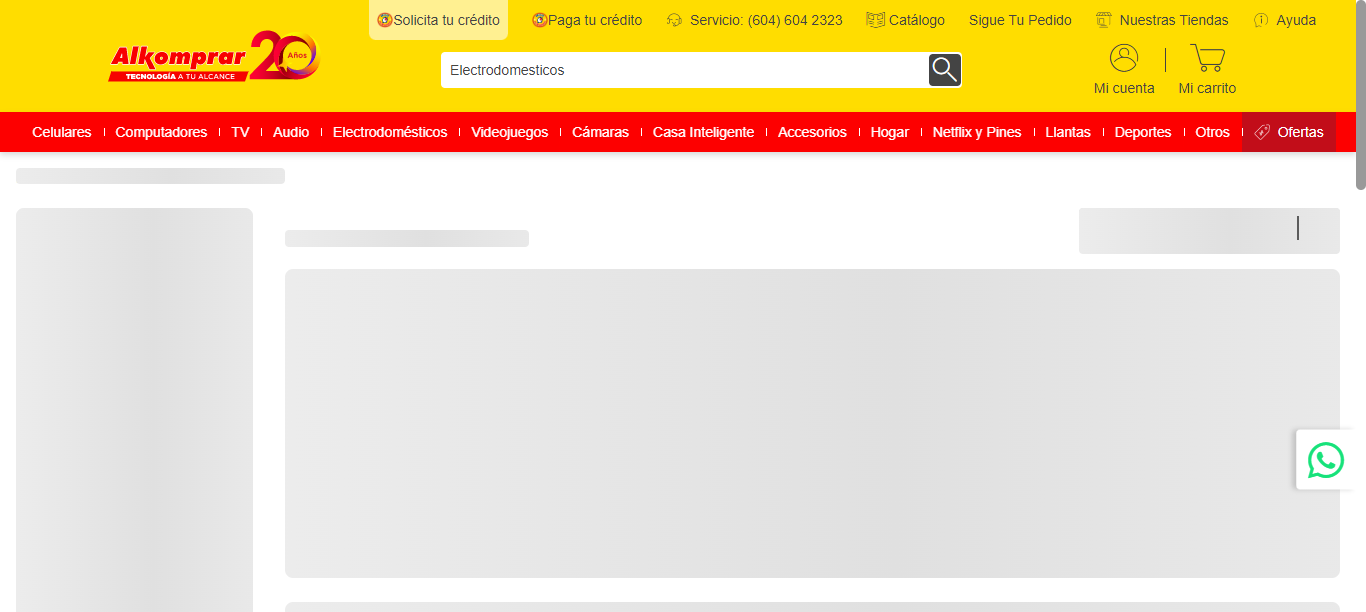 Solicita tu crédito Paga tu crédito Servicio: (604) 604 2323 Catálogo Sigue Tu Pedido Nuestras Tiendas Ayuda
Alkomprar 20 Años
TECNOLOGÍA A TU ALCANCE
Electrodomesticos
Mi cuenta Mi carrito
Celulares Computadores TV Audio Electrodomésticos Videojuegos Cámaras Casa Inteligente Accesorios Hogar Netflix y Pines Llantas Deportes Otros Ofertas